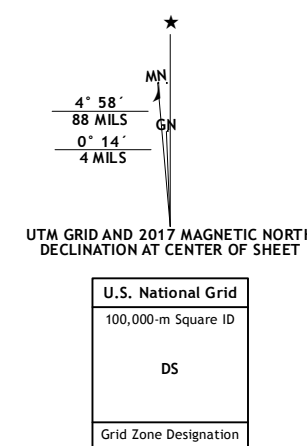 MN
4° 58´
88 MILS
GN
0° 14´
4 MILS
UTM GRID AND 2017 MAGNETIC NORTH
DECLINATION AT CENTER OF SHEET
U.S. National Grid
100,000-m Square ID
DS
Grid Zone Designation